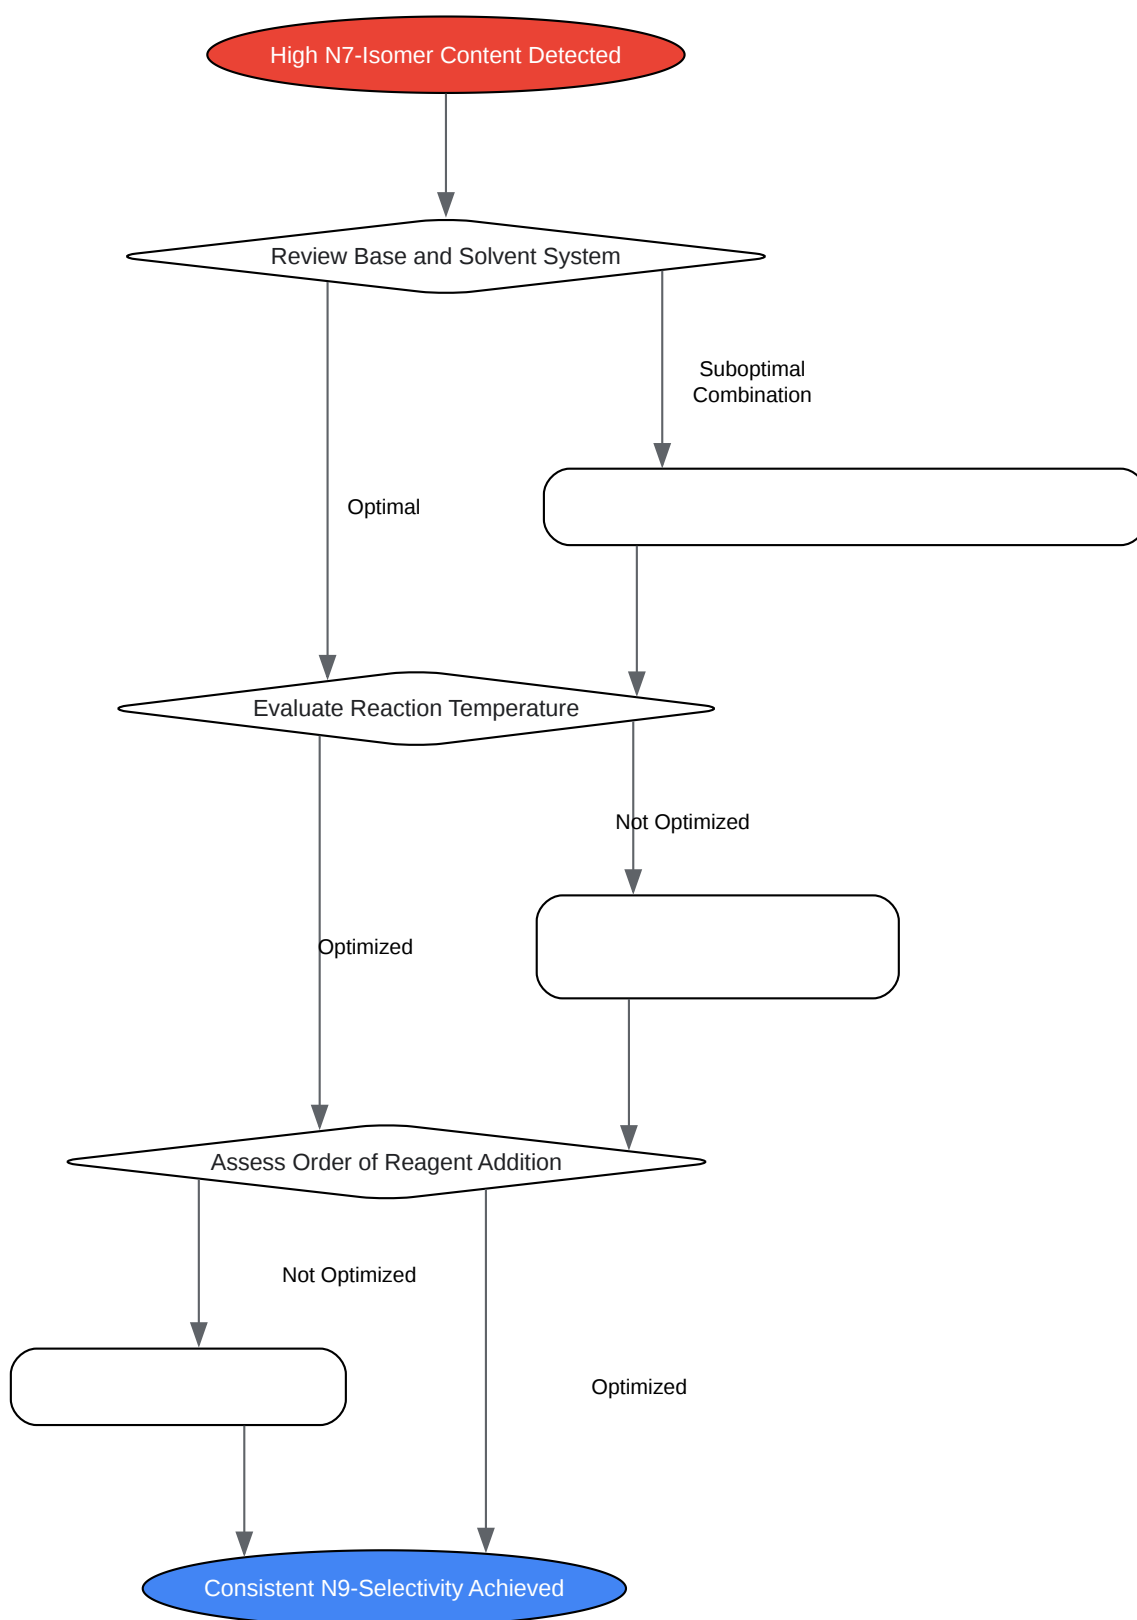 High N7-Isomer Content Detected
Review Base and Solvent System
Suboptimal
Combination
Optimal
Evaluate Reaction Temperature
Not Optimized
Optimized
Assess Order of Reagent Addition
Not Optimized
Optimized
Consistent N9-Selectivity Achieved